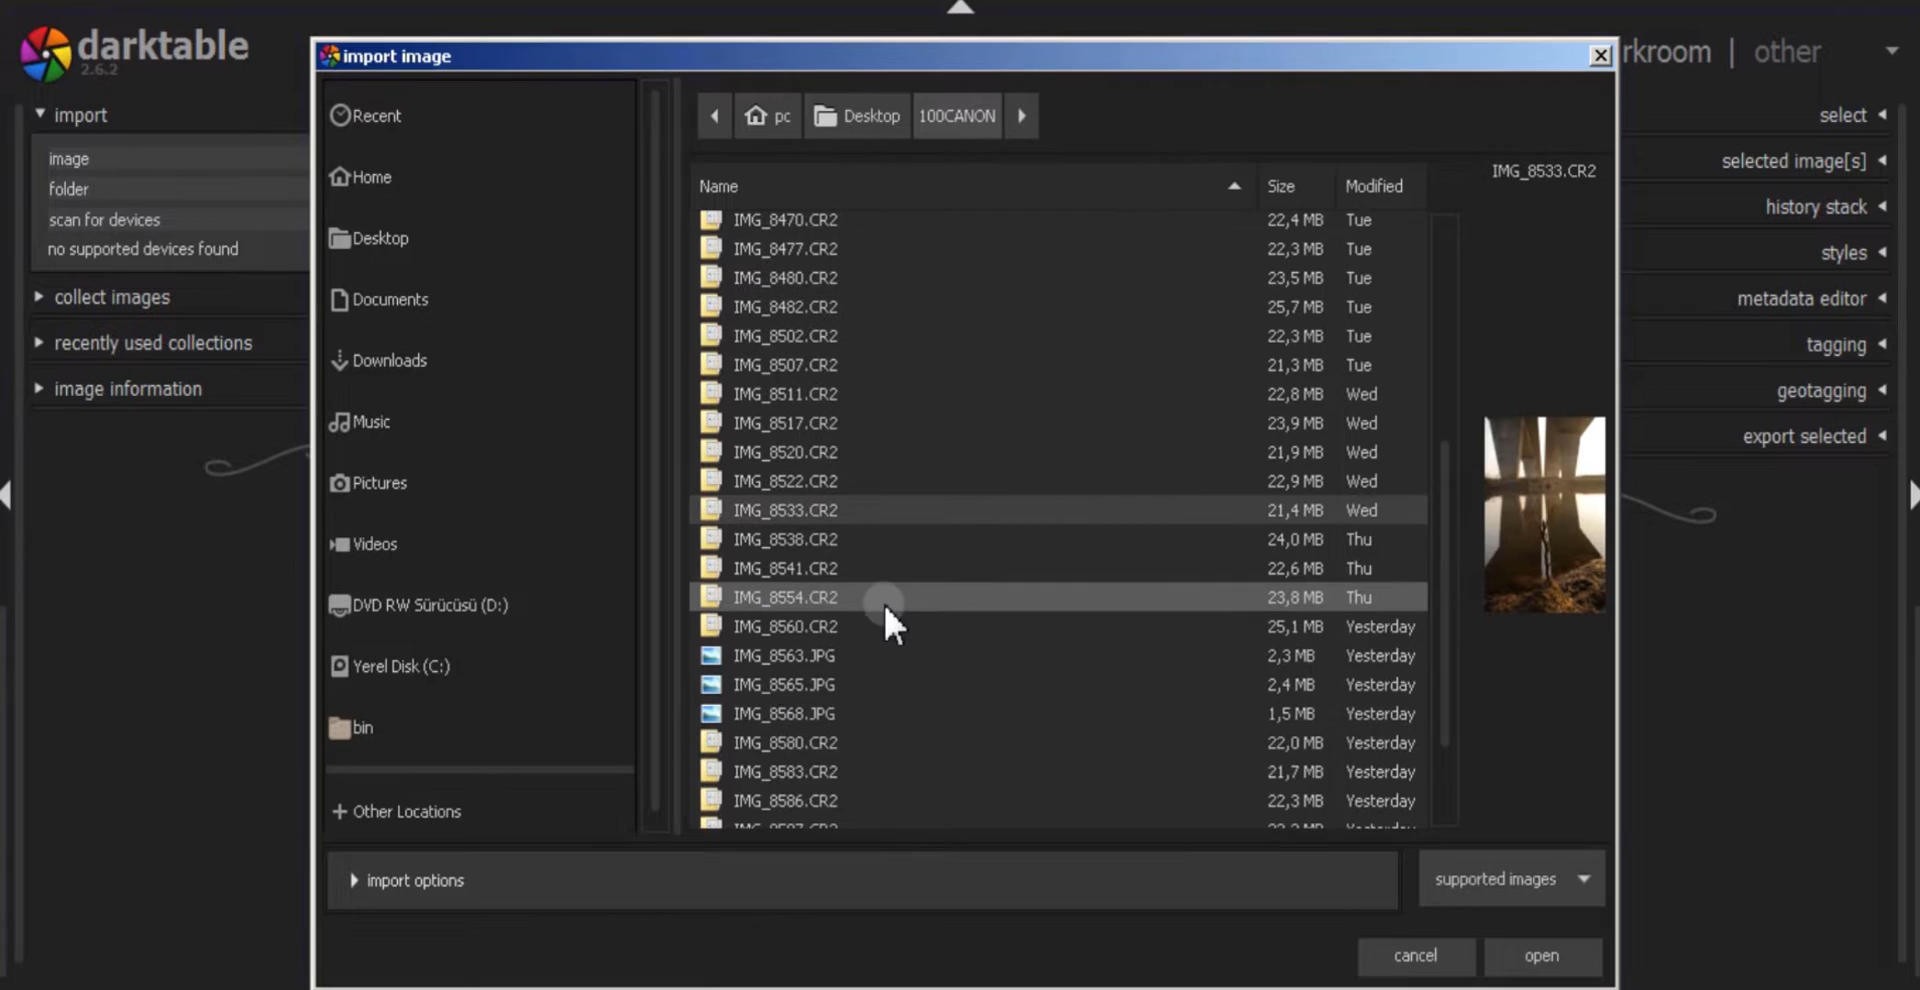 darktable
2.6.2
import image
rkroom | other
import
image
folder
scan for devices
no supported devices found
collect images
recently used collections
image information
Recent
Home
Desktop
Documents
Downloads
Music
Pictures
Videos
DVD RW Sürücüsü (D:)
Yerel Disk (C:)
bin
Other Locations
pc Desktop 100CANON
Name Size Modified
IMG_8470.CR2 22,4 MB Tue
IMG_8477.CR2 22,3 MB Tue
IMG_8480.CR2 23,5 MB Tue
IMG_8482.CR2 25,7 MB Tue
IMG_8502.CR2 22,3 MB Tue
IMG_8507.CR2 21,3 MB Tue
IMG_8511.CR2 22,8 MB Wed
IMG_8517.CR2 23,9 MB Wed
IMG_8520.CR2 21,9 MB Wed
IMG_8522.CR2 22,9 MB Wed
IMG_8533.CR2 21,4 MB Wed
IMG_8538.CR2 24,0 MB Thu
IMG_8541.CR2 22,6 MB Thu
IMG_8554.CR2 23,8 MB Thu
IMG_8560.CR2 25,1 MB Yesterday
IMG_8563.JPG 2,3 MB Yesterday
IMG_8565.JPG 2,4 MB Yesterday
IMG_8568.JPG 1,5 MB Yesterday
IMG_8580.CR2 22,0 MB Yesterday
IMG_8583.CR2 21,7 MB Yesterday
IMG_8586.CR2 22,3 MB Yesterday
IMG_8533.CR2
import options
supported images
cancel
open
select
selected image[s]
history stack
styles
metadata editor
tagging
geotagging
export selected